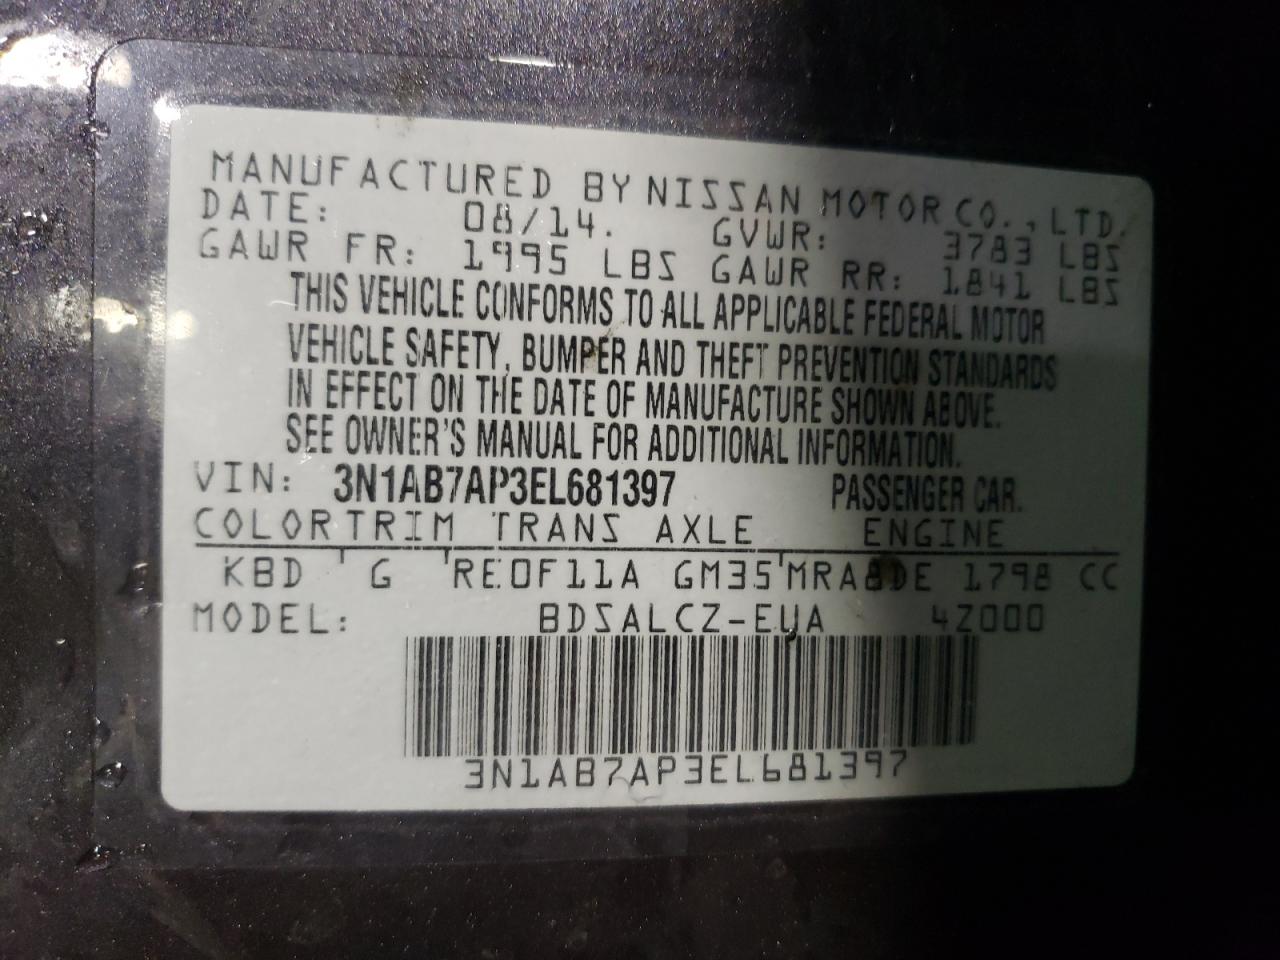 MANUFACTURED BY NISSAN MOTOR CO., LTD.
DATE: 08/14. GVWR: 3783 LBS
GAWR FR: 1995 LBS GAWR RR: 1841 LBS
THIS VEHICLE CONFORMS TO ALL APPLICABLE FEDERAL MOTOR
VEHICLE SAFETY, BUMPER AND THEFT PREVENTION STANDARDS
IN EFFECT ON THE DATE OF MANUFACTURE SHOWN ABOVE.
SEE OWNER'S MANUAL FOR ADDITIONAL INFORMATION.
VIN: 3N1AB7AP3EL681397 PASSENGER CAR.
COLOR TRIM TRANS AXLE ENGINE
KBD G RE0F11A GM35 MRA8DE 1798 CC
MODEL: BDSALCZ-EUA 4Z000
3N1AB7AP3EL681397